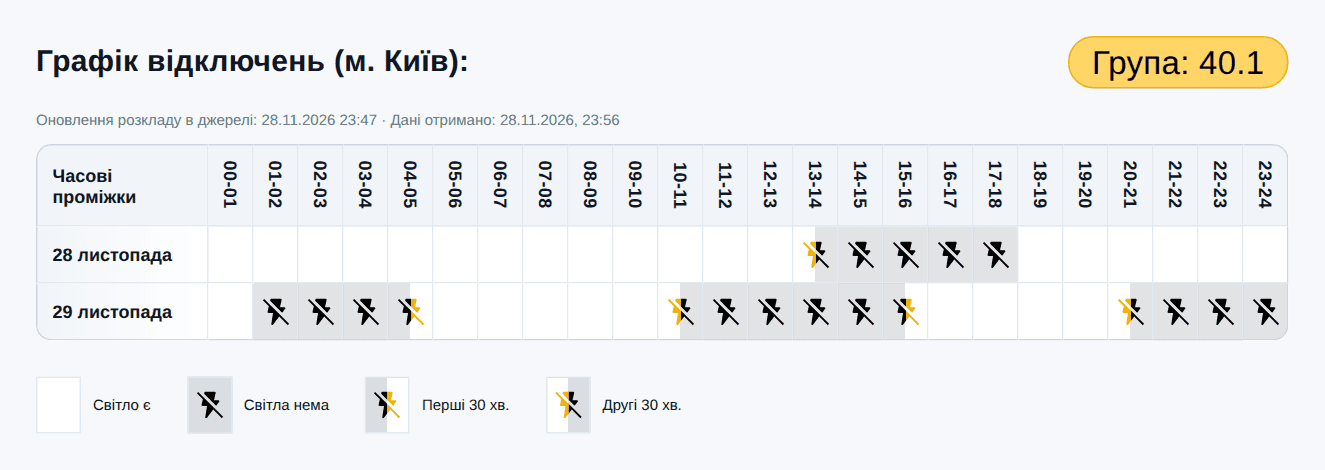 Графік відключень (м. Київ):
Група: 40.1
Оновлення розкладу в джерелі: 28.11.2026 23:47 · Дані отримано: 28.11.2026, 23:56
Часові
проміжки
00-01
01-02
02-03
03-04
04-05
05-06
06-07
07-08
08-09
09-10
10-11
11-12
12-13
13-14
14-15
15-16
16-17
17-18
18-19
19-20
20-21
21-22
22-23
23-24
28 листопада
29 листопада
Світло є
Світла нема
Перші 30 хв.
Другі 30 хв.